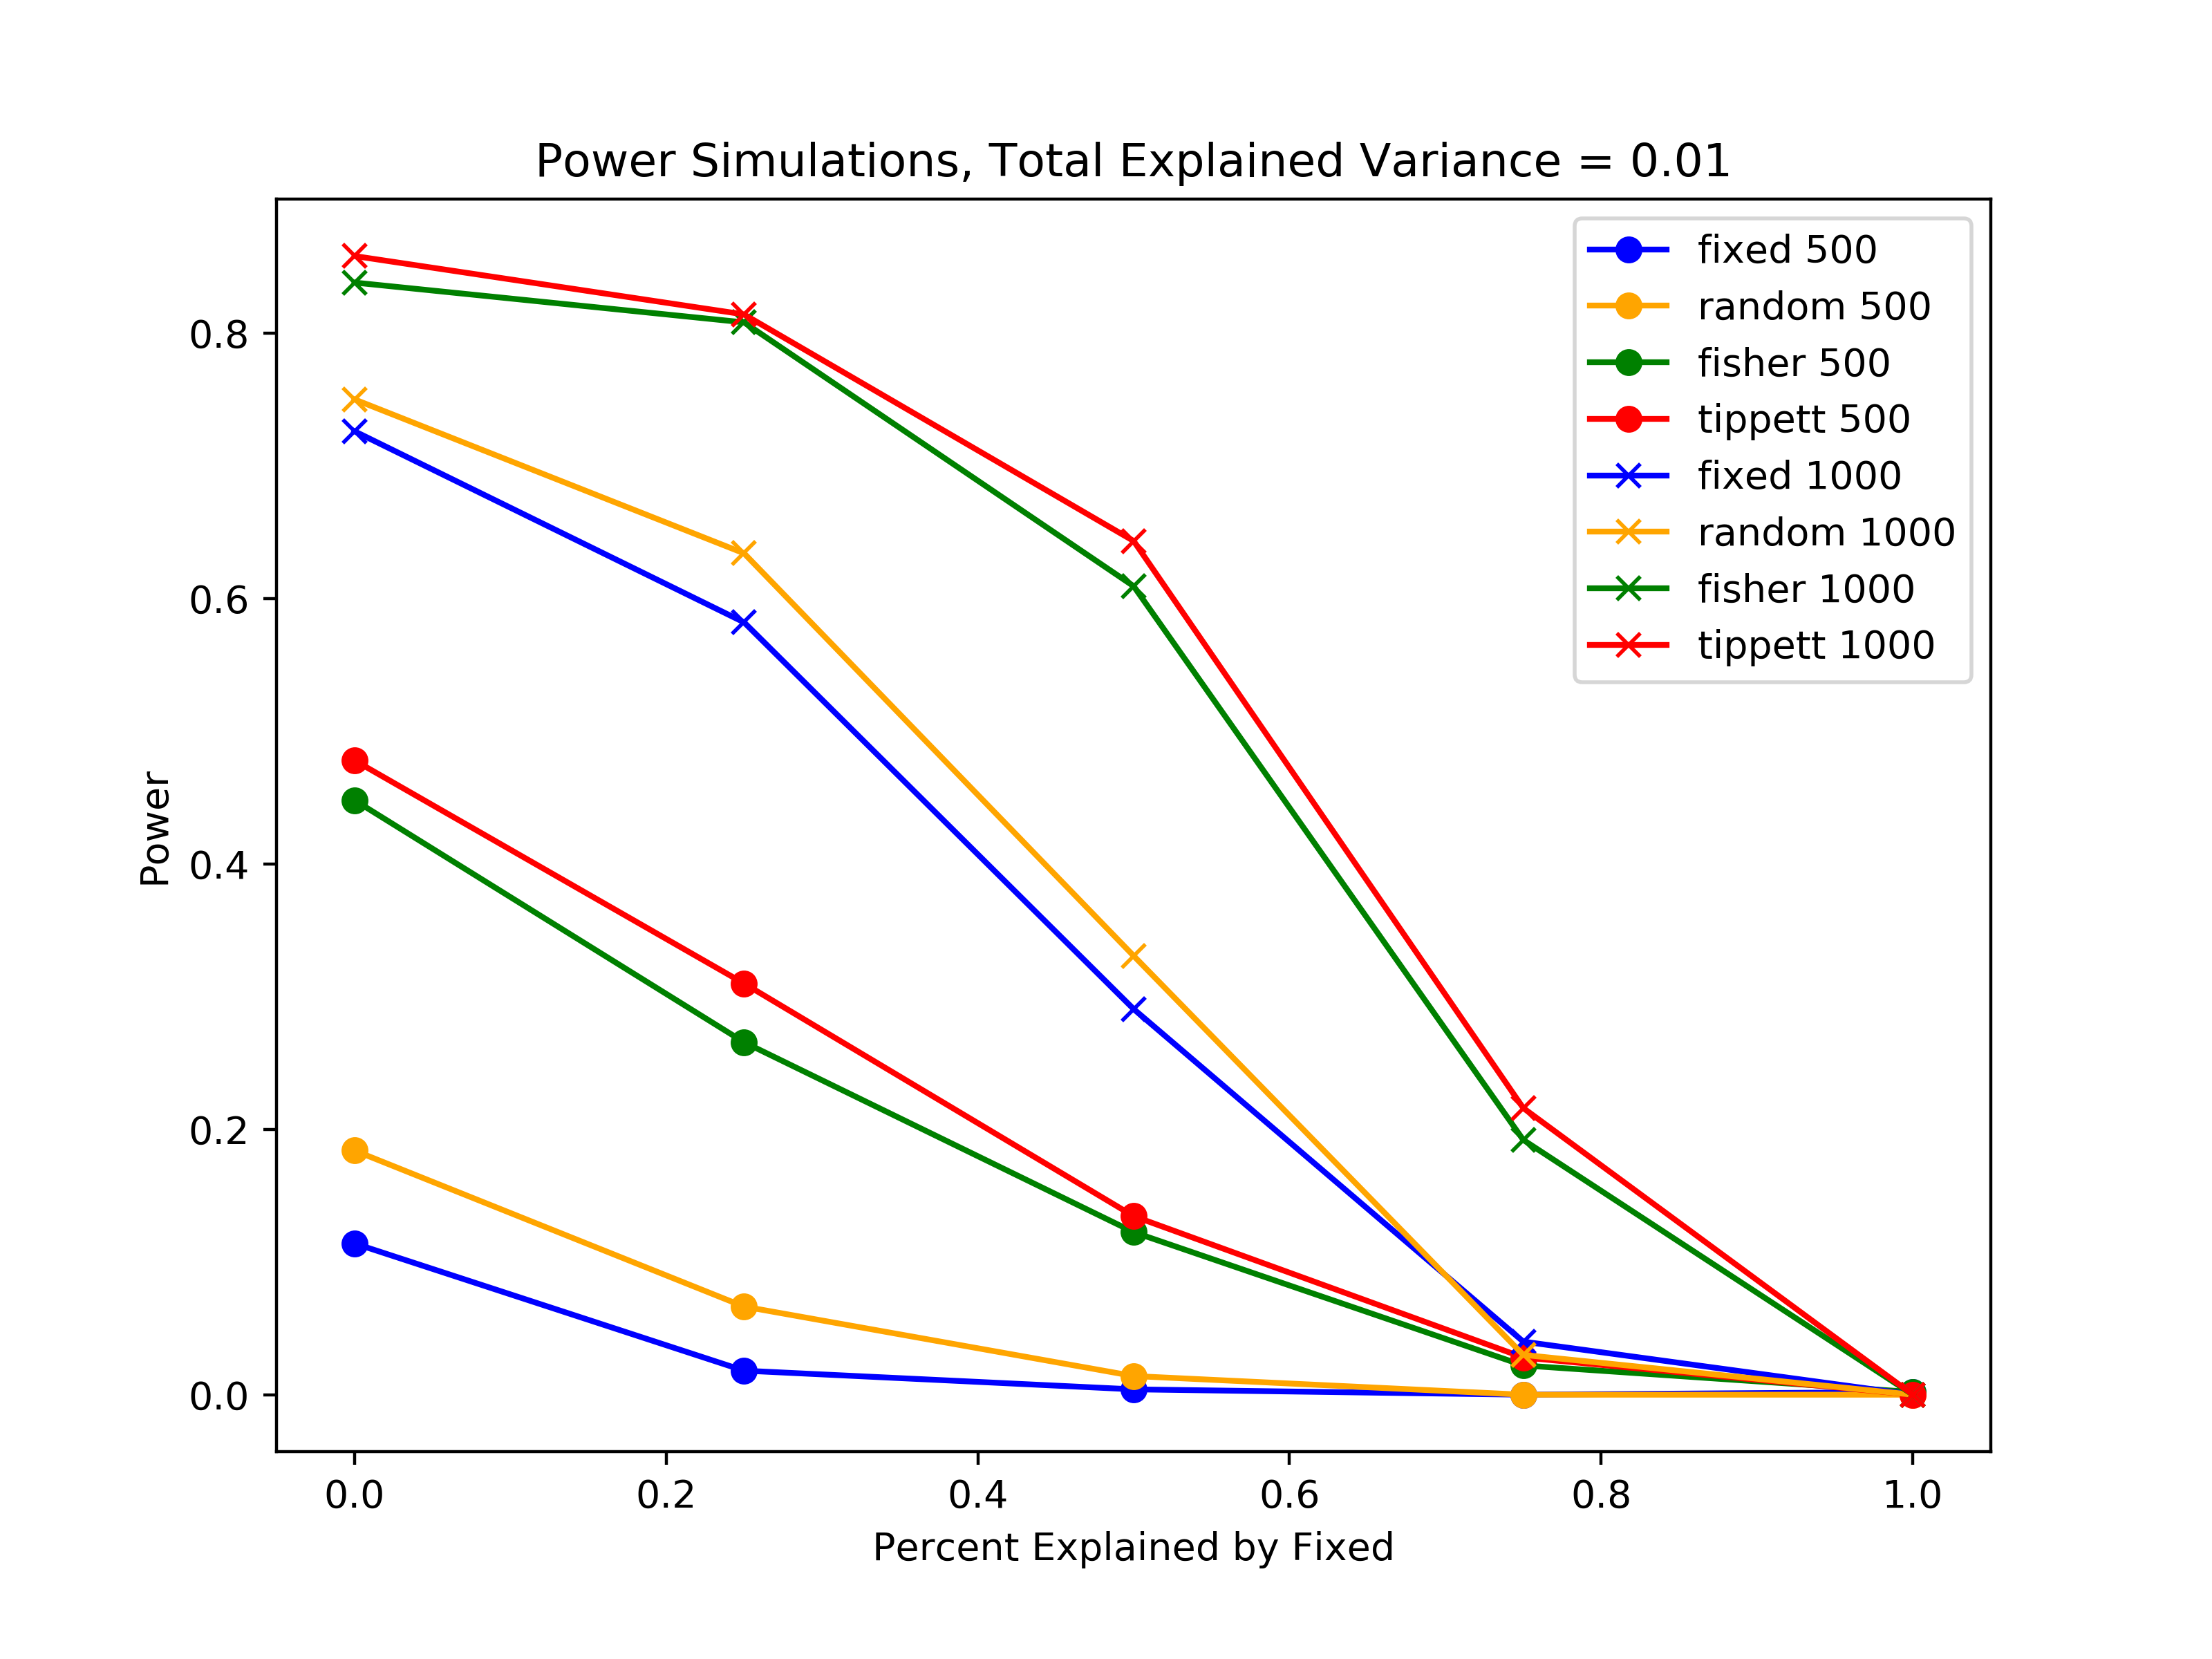 Power Simulations, Total Explained Variance = 0.01
fixed 500
random 500
fisher 500
tippett 500
fixed 1000
random 1000
fisher 1000
tippett 1000
Power
0.8
0.6
0.4
0.2
0.0
0.0 0.2 0.4 0.6 0.8 1.0
Percent Explained by Fixed